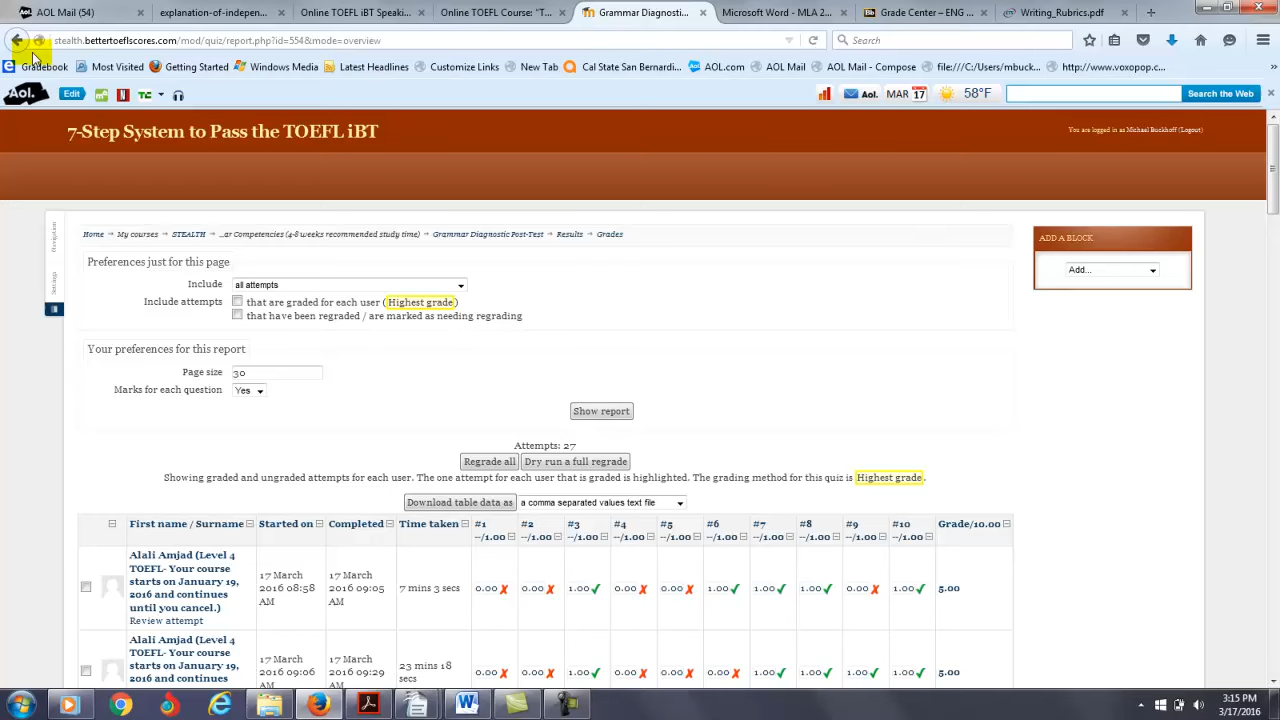 AOL Mail (54)
explanation-of-indepen...
Online TOEFL iBT Speaki...
Online TOEFL Course: "T...
Grammar Diagnosti...
Microsoft Word - MLA 2...
Grade Center – ENG ...
Writing_Rubrics.pdf
stealth.bettertoeflscores.com/mod/quiz/report.php?id=554&mode=overview
Search
Gradebook
Most Visited
Getting Started
Windows Media
Latest Headlines
Customize Links
New Tab
Cal State San Bernardi...
AOL.com
AOL Mail
AOL Mail - Compose
file:///C:/Users/mbuck...
http://www.voxopop.c...
Aol.
Edit
TC
Aol.
MAR 17
58°F
Search the Web
7-Step System to Pass the TOEFL iBT
You are logged in as Michael Buckhoff (Logout)
Navigation
Settings
Home → My courses → STEALTH → ...ar Competencies (4-8 weeks recommended study time) → Grammar Diagnostic Post-Test → Results → Grades
ADD A BLOCK
Add...
Preferences just for this page
Include all attempts
Include attempts that are graded for each user (Highest grade)
that have been regraded / are marked as needing regrading
Your preferences for this report
Page size 30
Marks for each question Yes
Show report
Attempts: 27
Regrade all Dry run a full regrade
Showing graded and ungraded attempts for each user. The one attempt for each user that is graded is highlighted. The grading method for this quiz is Highest grade.
Download table data as a comma separated values text file
First name / Surname Started on Completed Time taken #1 #2 #3 #4 #5 #6 #7 #8 #9 #10 Grade/10.00
--/1.00 --/1.00 --/1.00 --/1.00 --/1.00 --/1.00 --/1.00 --/1.00 --/1.00 --/1.00
Alali Amjad (Level 4
TOEFL- Your course
starts on January 19,
2016 and continues
until you cancel.)
Review attempt
17 March
2016 08:58
AM
17 March
2016 09:05
AM
7 mins 3 secs
0.00 ✗ 0.00 ✗ 1.00 ✓ 0.00 ✗ 0.00 ✗ 1.00 ✓ 1.00 ✓ 1.00 ✓ 0.00 ✗ 1.00 ✓ 5.00
Alali Amjad (Level 4
TOEFL- Your course
starts on January 19,
2016 and continues
17 March
2016 09:06
AM
17 March
2016 09:29
AM
23 mins 18
secs
0.00 ✗ 0.00 ✗ 1.00 ✓ 0.00 ✗ 0.00 ✗ 0.00 ✗ 1.00 ✓ 1.00 ✓ 1.00 ✓ 1.00 ✓ 5.00
3:15 PM
3/17/2016